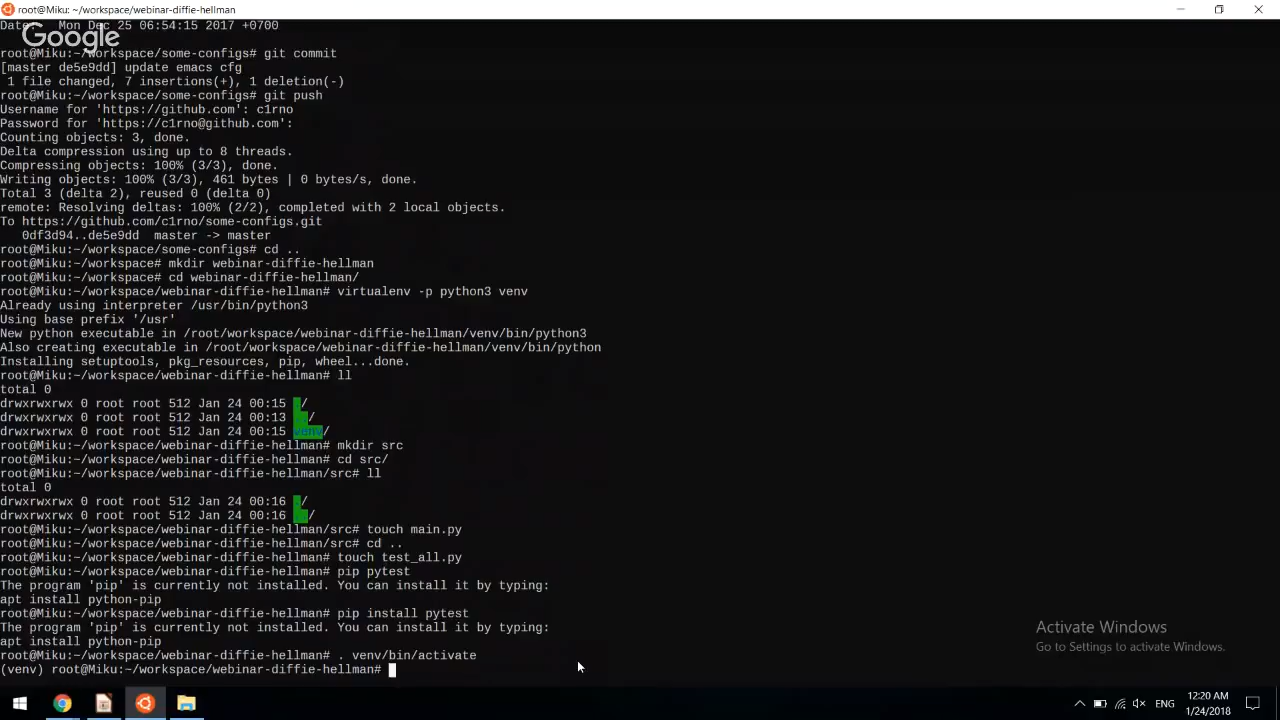 root@Miku: ~/workspace/webinar-diffie-hellman
Date:   Mon Dec 25 06:54:15 2017 +0700
Google
root@Miku:~/workspace/some-configs# git commit
[master de5e9dd] update emacs cfg
 1 file changed, 7 insertions(+), 1 deletion(-)
root@Miku:~/workspace/some-configs# git push
Username for 'https://github.com': c1rno
Password for 'https://c1rno@github.com':
Counting objects: 3, done.
Delta compression using up to 8 threads.
Compressing objects: 100% (3/3), done.
Writing objects: 100% (3/3), 461 bytes | 0 bytes/s, done.
Total 3 (delta 2), reused 0 (delta 0)
remote: Resolving deltas: 100% (2/2), completed with 2 local objects.
To https://github.com/c1rno/some-configs.git
   0df3d94..de5e9dd  master -> master
root@Miku:~/workspace/some-configs# cd ..
root@Miku:~/workspace# mkdir webinar-diffie-hellman
root@Miku:~/workspace# cd webinar-diffie-hellman/
root@Miku:~/workspace/webinar-diffie-hellman# virtualenv -p python3 venv
Already using interpreter /usr/bin/python3
Using base prefix '/usr'
New python executable in /root/workspace/webinar-diffie-hellman/venv/bin/python3
Also creating executable in /root/workspace/webinar-diffie-hellman/venv/bin/python
Installing setuptools, pkg_resources, pip, wheel...done.
root@Miku:~/workspace/webinar-diffie-hellman# ll
total 0
drwxrwxrwx 0 root root 512 Jan 24 00:15 ./
drwxrwxrwx 0 root root 512 Jan 24 00:13 ../
drwxrwxrwx 0 root root 512 Jan 24 00:15 venv/
root@Miku:~/workspace/webinar-diffie-hellman# mkdir src
root@Miku:~/workspace/webinar-diffie-hellman# cd src/
root@Miku:~/workspace/webinar-diffie-hellman/src# ll
total 0
drwxrwxrwx 0 root root 512 Jan 24 00:16 ./
drwxrwxrwx 0 root root 512 Jan 24 00:16 ../
root@Miku:~/workspace/webinar-diffie-hellman/src# touch main.py
root@Miku:~/workspace/webinar-diffie-hellman/src# cd ..
root@Miku:~/workspace/webinar-diffie-hellman# touch test_all.py
root@Miku:~/workspace/webinar-diffie-hellman# pip pytest
The program 'pip' is currently not installed. You can install it by typing:
apt install python-pip
root@Miku:~/workspace/webinar-diffie-hellman# pip install pytest
The program 'pip' is currently not installed. You can install it by typing:
apt install python-pip
root@Miku:~/workspace/webinar-diffie-hellman# . venv/bin/activate
(venv) root@Miku:~/workspace/webinar-diffie-hellman#
Activate Windows
Go to Settings to activate Windows.
ENG
12:20 AM
1/24/2018